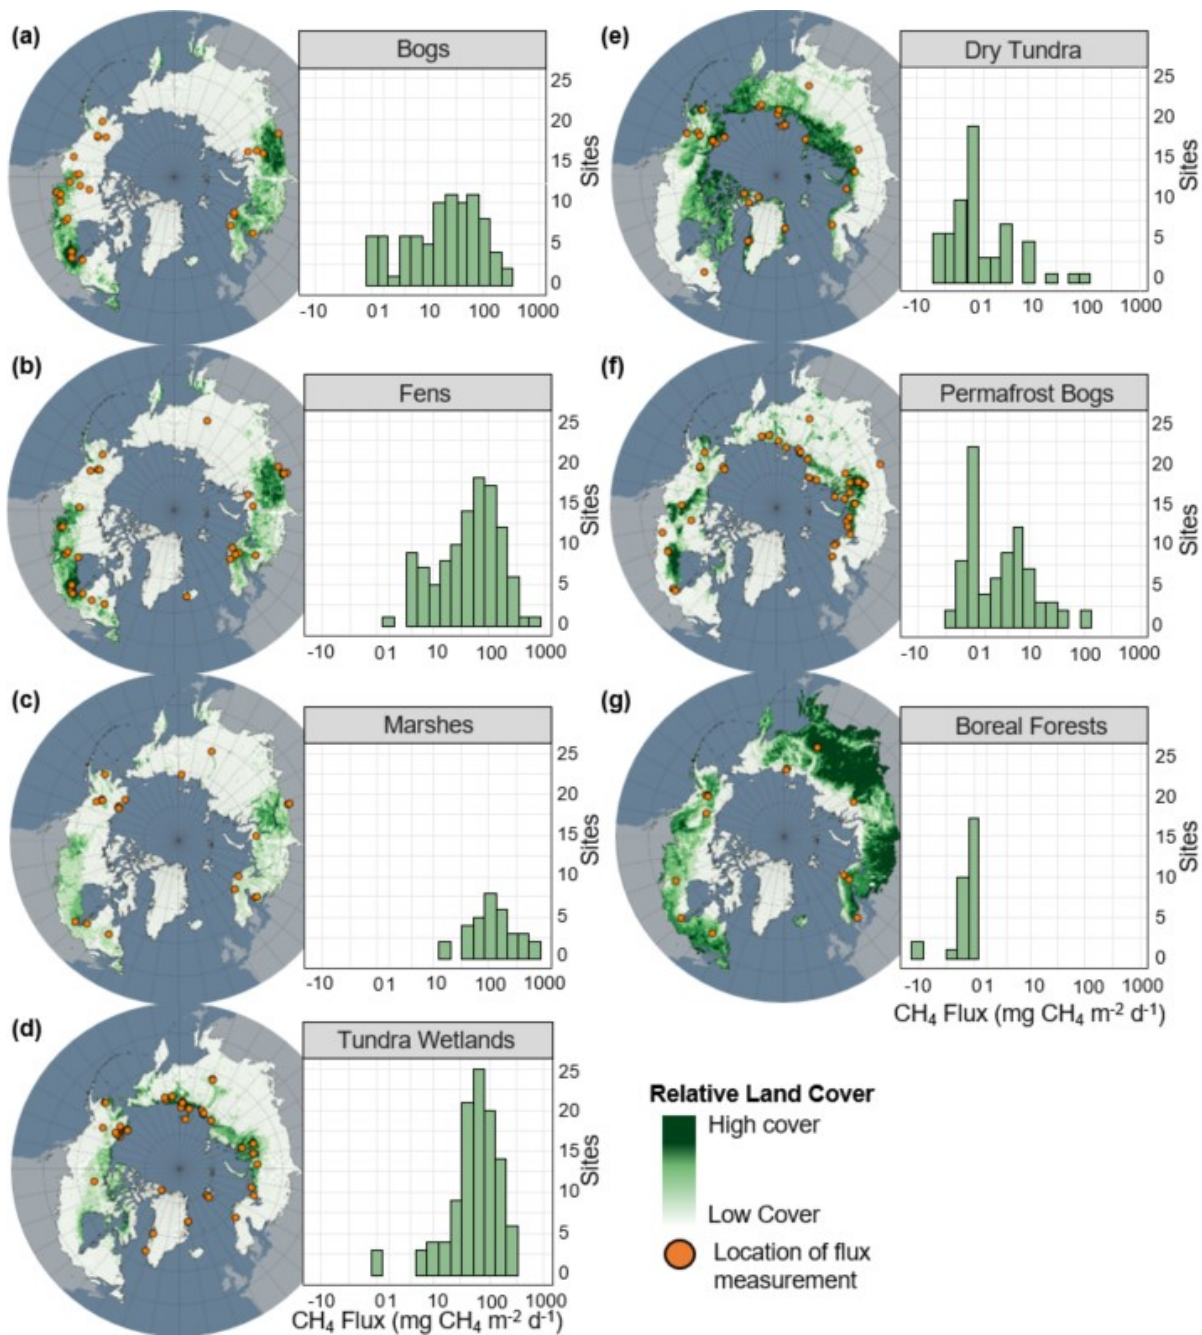 (a)
Bogs
25
20
15
10
5
0
Sites
-10 01 10 100 1000
(b)
Fens
25
20
15
10
5
0
Sites
-10 01 10 100 1000
(c)
Marshes
25
20
15
10
5
0
Sites
-10 01 10 100 1000
(d)
Tundra Wetlands
25
20
15
10
5
0
Sites
-10 01 10 100 1000
CH₄ Flux (mg CH₄ m⁻² d⁻¹)
(e)
Dry Tundra
25
20
15
10
5
0
Sites
-10 01 10 100 1000
(f)
Permafrost Bogs
25
20
15
10
5
0
Sites
-10 01 10 100 1000
(g)
Boreal Forests
25
20
15
10
5
0
Sites
-10 01 10 100 1000
CH₄ Flux (mg CH₄ m⁻² d⁻¹)
Relative Land Cover
High cover
Low Cover
Location of flux
measurement